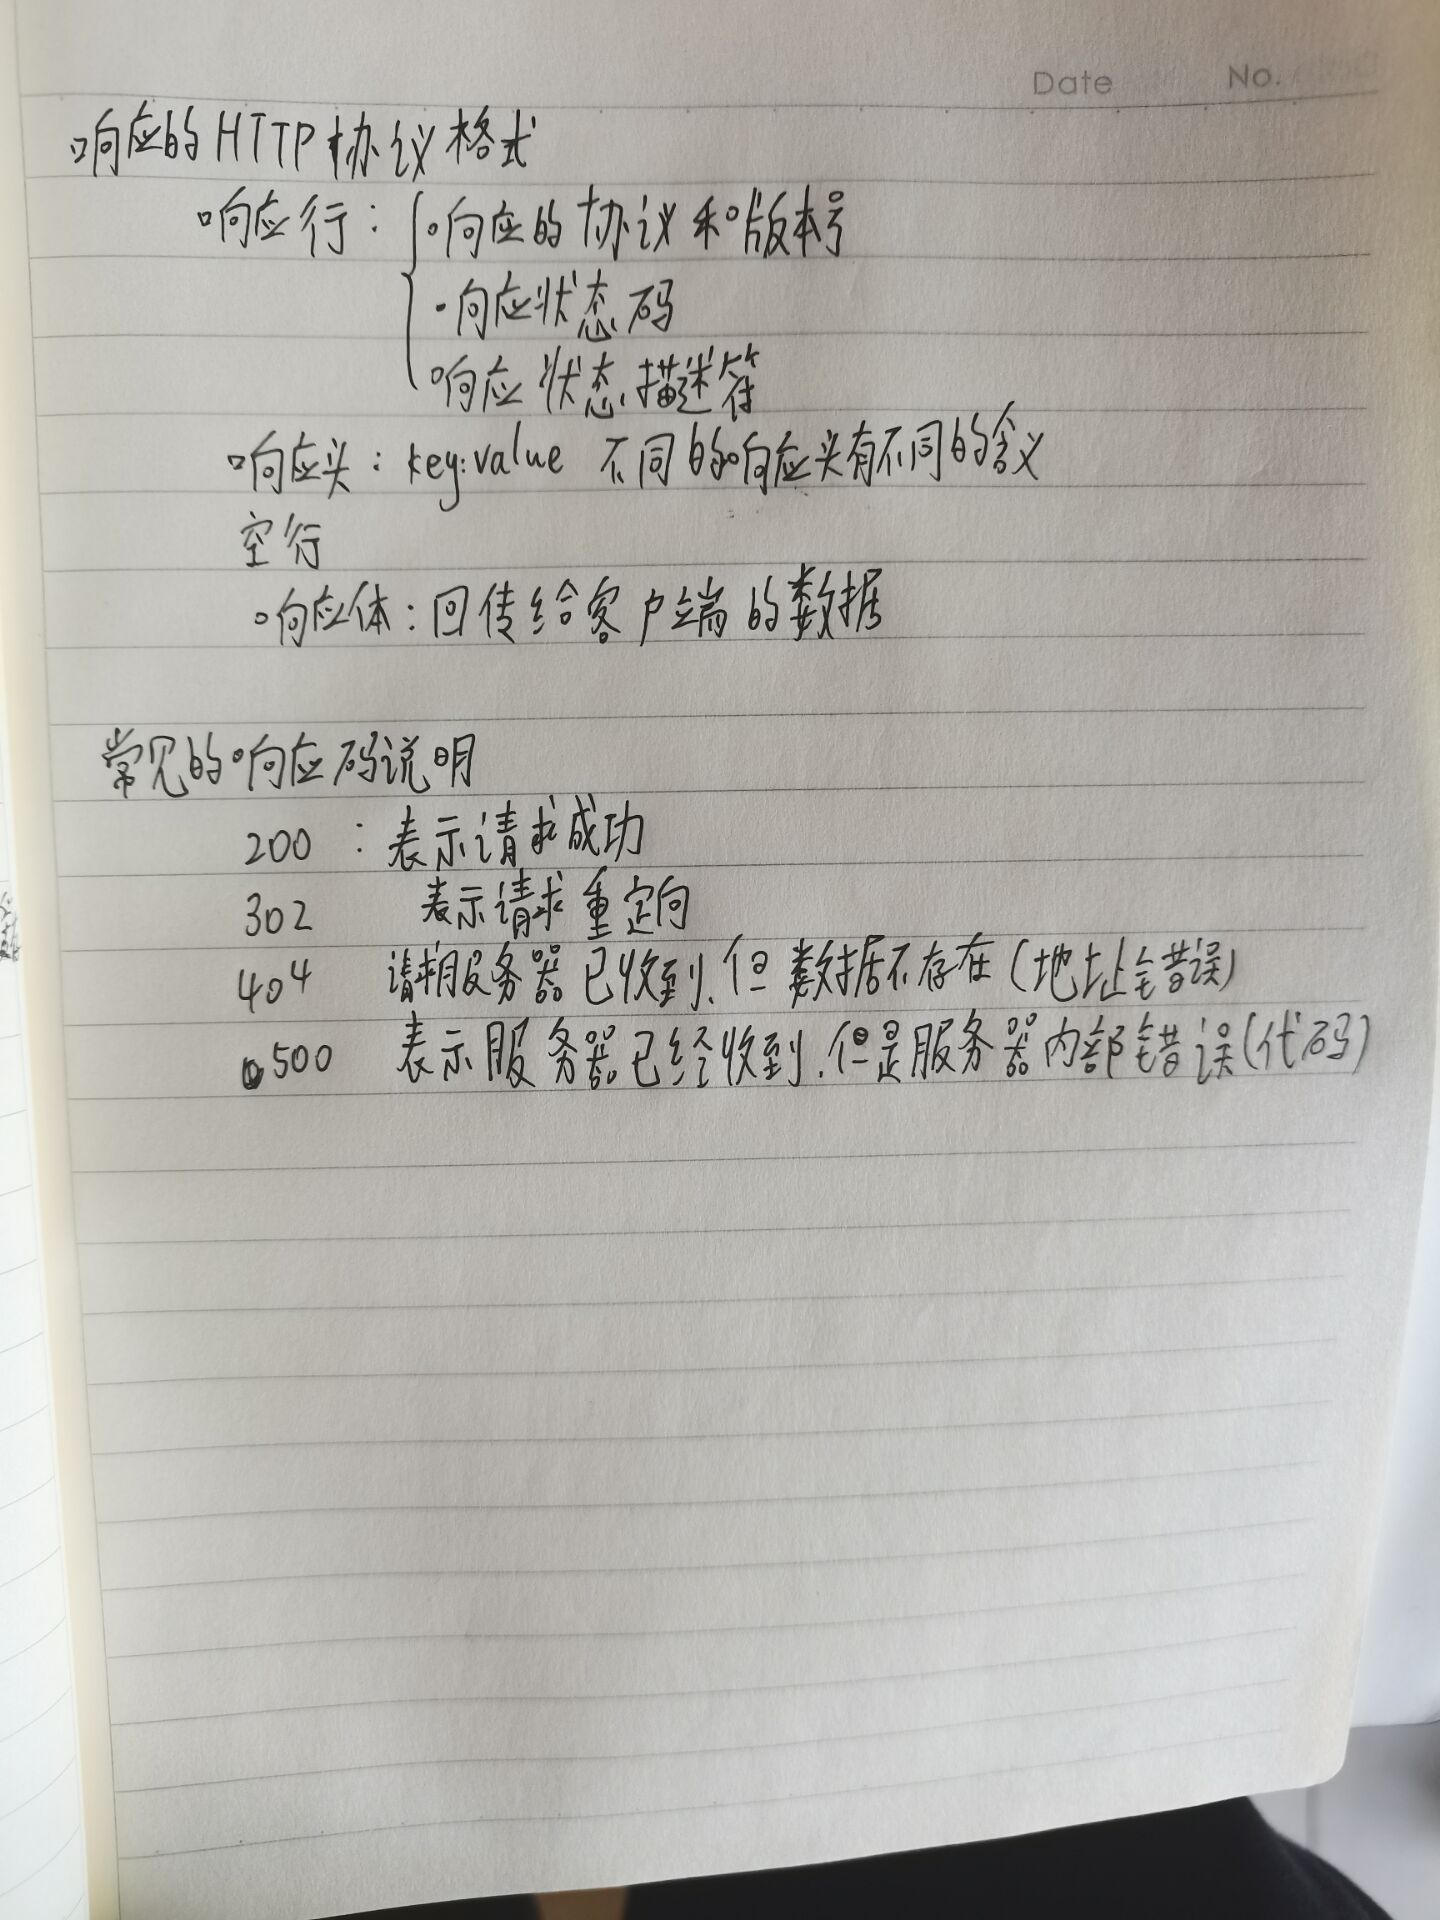 Date No.
响应的HTTP协议格式
响应行：{响应的协议和版本号
响应状态码
响应状态描述符
响应头：key:value 不同的响应头有不同的含义
空行
响应体：回传给客户端的数据
常见的响应码说明
200 ：表示请求成功
302 表示请求重定向
404 请求服务器已收到,但数据不存在(地址错误)
500 表示服务器已经收到,但是服务器内部错误(代码)